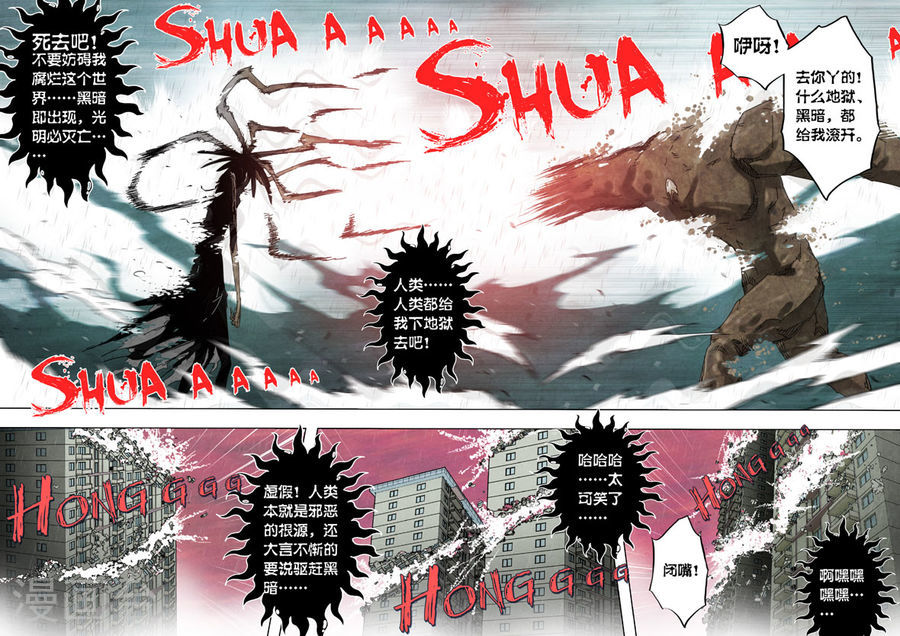 死去吧！
不要妨碍我
腐烂这个世
界……黑暗
即出现，光
明必灭亡…
……
SHUA A A A A A
SHUA A A A
咿呀！
去你丫的！
什么地狱、
黑暗，都
给我滚开。
人类……
人类都给
我下地狱
去吧！
SHUA A A A A A
HONG G G G
虚假！人类
本就是邪恶
的根源，还
大言不惭的
要说驱赶黑
暗……
哈哈哈
……太
可笑了
……
HONG G G G
HONG G G G
闭嘴！
啊嘿嘿
嘿嘿…
……